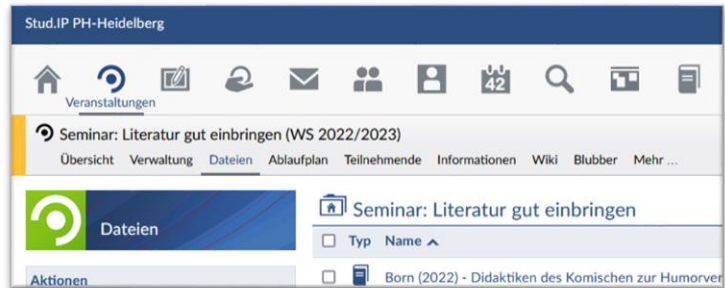 Stud.IP PH-Heidelberg
42
Veranstaltungen
Seminar: Literatur gut einbringen (WS 2022/2023)
Übersicht Verwaltung Dateien Ablaufplan Teilnehmende Informationen Wiki Blubber Mehr ...
Dateien
Seminar: Literatur gut einbringen
Typ Name
Aktionen
Born (2022) - Didaktiken des Komischen zur Humorver